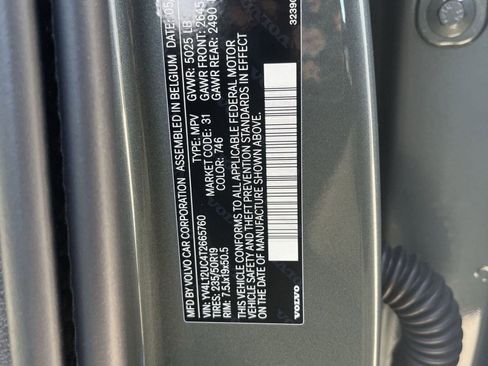 MFD BY VOLVO CAR CORPORATION ASSEMBLED IN BELGIUM DATE: 05
VIN: YV4L12UC4T2665760 TYPE: MPV GVWR: 5025 LB
TIRES: 235/50R19 MARKET CODE: 31 GAWR FRONT: 2645
RIM: 7.5Jx19x50.5 COLOR: 746 GAWR REAR: 2490
THIS VEHICLE CONFORMS TO ALL APPLICABLE FEDERAL MOTOR
VEHICLE SAFETY AND THEFT PREVENTION STANDARDS IN EFFECT
ON THE DATE OF MANUFACTURE SHOWN ABOVE.
VOLVO